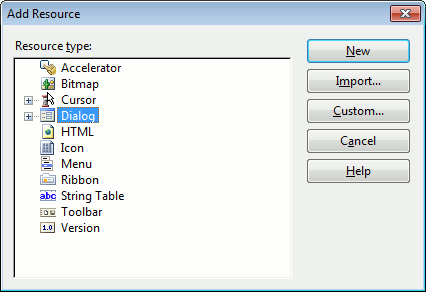 Add Resource
Resource type:
Accelerator
Bitmap
Cursor
Dialog
HTML
Icon
Menu
Ribbon
abc String Table
Toolbar
1.0 Version
New
Import...
Custom...
Cancel
Help